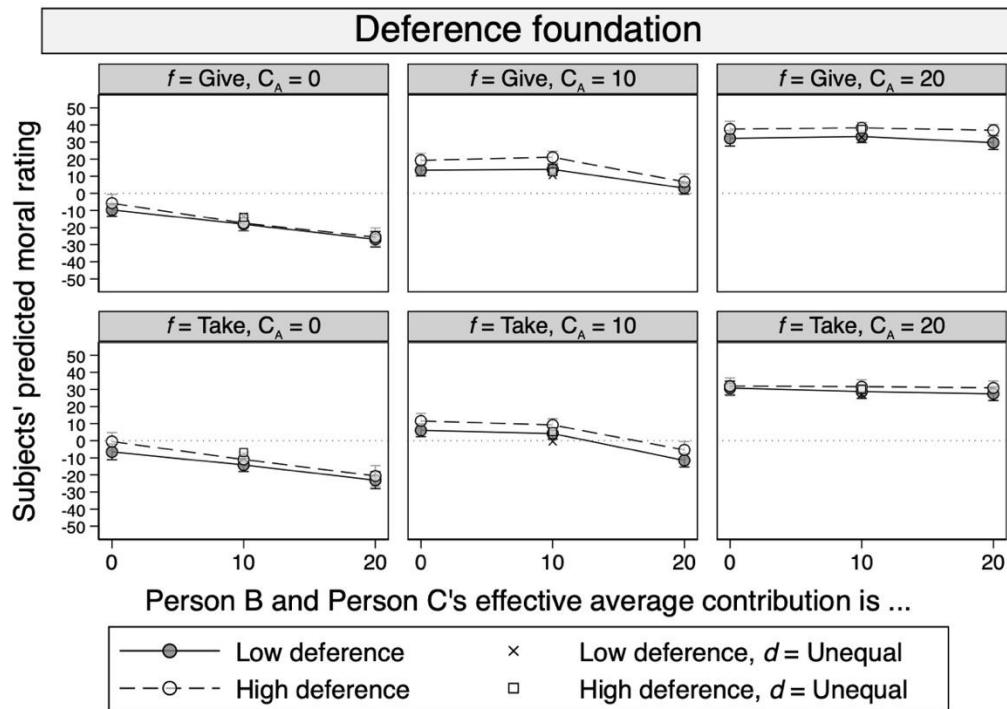 Deference foundation
f = Give, C_A = 0
f = Give, C_A = 10
f = Give, C_A = 20
50
40
30
20
10
0
-10
-20
-30
-40
-50
f = Take, C_A = 0
f = Take, C_A = 10
f = Take, C_A = 20
50
40
30
20
10
0
-10
-20
-30
-40
-50
Subjects' predicted moral rating
0 10 20
0 10 20
0 10 20
Person B and Person C's effective average contribution is ...
Low deference
Low deference, d = Unequal
High deference
High deference, d = Unequal